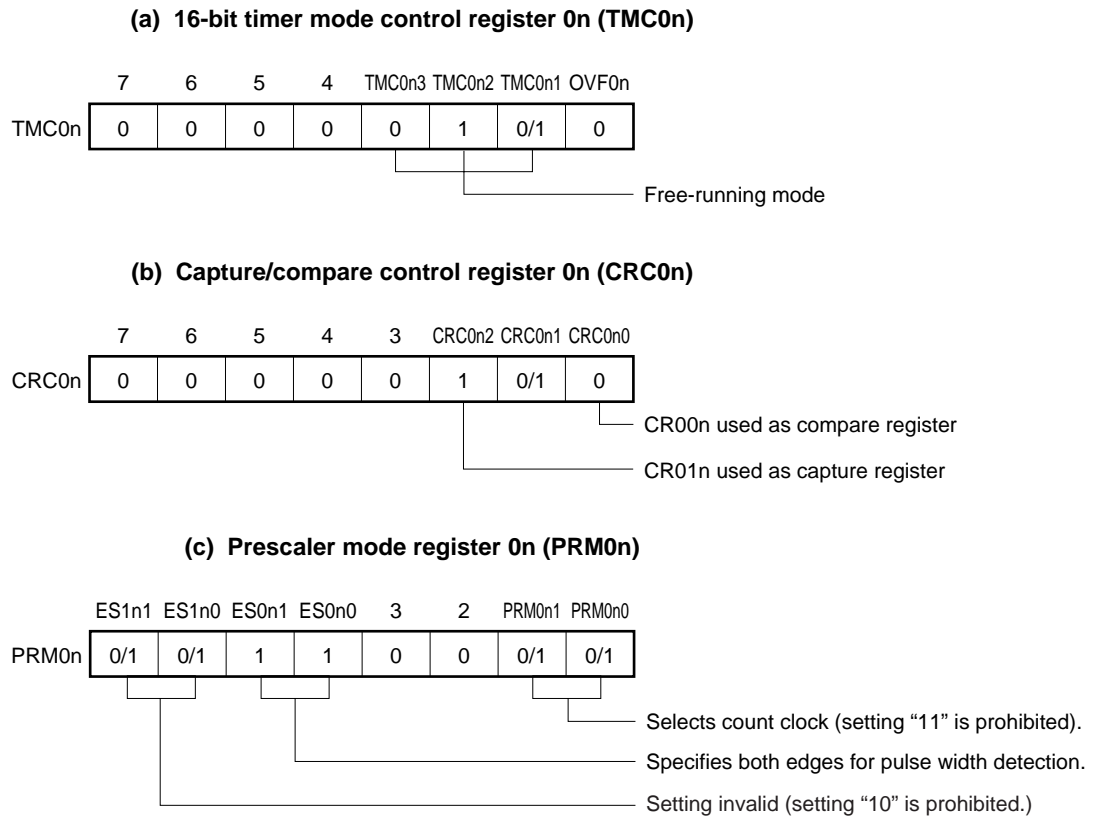 (a) 16-bit timer mode control register 0n (TMC0n)
7 6 5 4 TMC0n3 TMC0n2 TMC0n1 OVF0n
TMC0n 0 0 0 0 0 1 0/1 0
Free-running mode
(b) Capture/compare control register 0n (CRC0n)
7 6 5 4 3 CRC0n2 CRC0n1 CRC0n0
CRC0n 0 0 0 0 0 1 0/1 0
CR00n used as compare register
CR01n used as capture register
(c) Prescaler mode register 0n (PRM0n)
ES1n1 ES1n0 ES0n1 ES0n0 3 2 PRM0n1 PRM0n0
PRM0n 0/1 0/1 1 1 0 0 0/1 0/1
Selects count clock (setting “11” is prohibited).
Specifies both edges for pulse width detection.
Setting invalid (setting “10” is prohibited.)